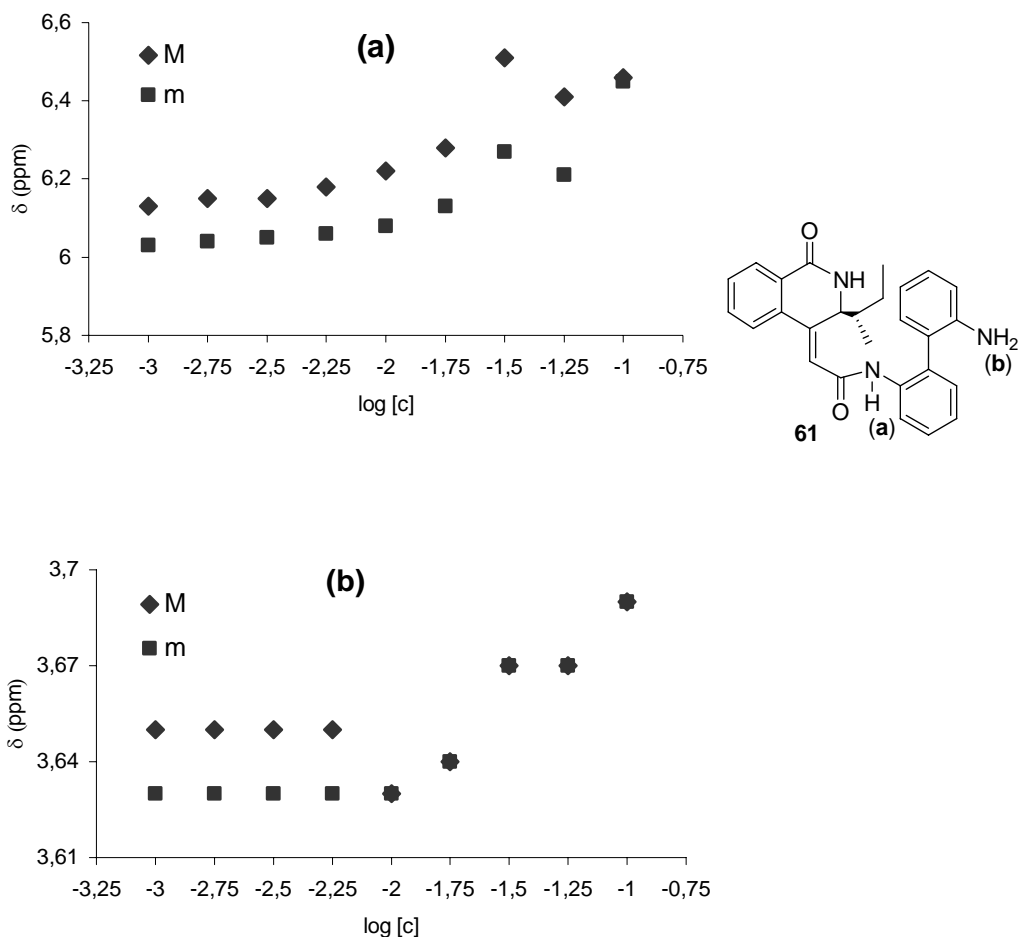 (a)
M
m
6,6
6,4
6,2
6
5,8
δ (ppm)
-3,25 -3 -2,75 -2,5 -2,25 -2 -1,75 -1,5 -1,25 -1 -0,75
log [c]
O
NH
NH2
(b)
N
H
O
(a)
61
(b)
M
m
3,7
3,67
3,64
3,61
δ (ppm)
-3,25 -3 -2,75 -2,5 -2,25 -2 -1,75 -1,5 -1,25 -1 -0,75
log [c]